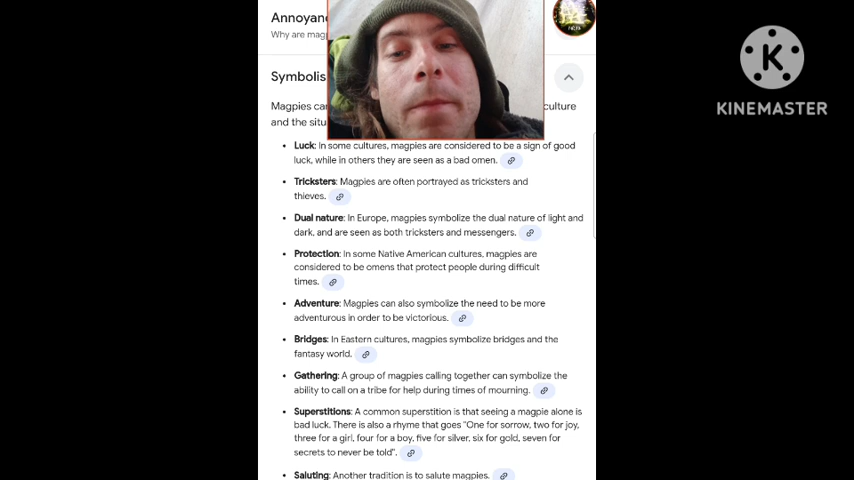 Annoyan
Why are mag
Symbolis
Magpies ca culture
and the situ
• Luck: In some cultures, magpies are considered to be a sign of good
luck, while in others they are seen as a bad omen.
• Tricksters: Magpies are often portrayed as tricksters and
thieves.
• Dual nature: In Europe, magpies symbolize the dual nature of light and
dark, and are seen as both tricksters and messengers.
• Protection: In some Native American cultures, magpies are
considered to be omens that protect people during difficult
times.
• Adventure: Magpies can also symbolize the need to be more
adventurous in order to be victorious.
• Bridges: In Eastern cultures, magpies symbolize bridges and the
fantasy world.
• Gathering: A group of magpies calling together can symbolize the
ability to call on a tribe for help during times of mourning.
• Superstitions: A common superstition is that seeing a magpie alone is
bad luck. There is also a rhyme that goes "One for sorrow, two for joy,
three for a girl, four for a boy, five for silver, six for gold, seven for
secrets to never be told".
• Saluting: Another tradition is to salute magpies.
K
KINEMASTER